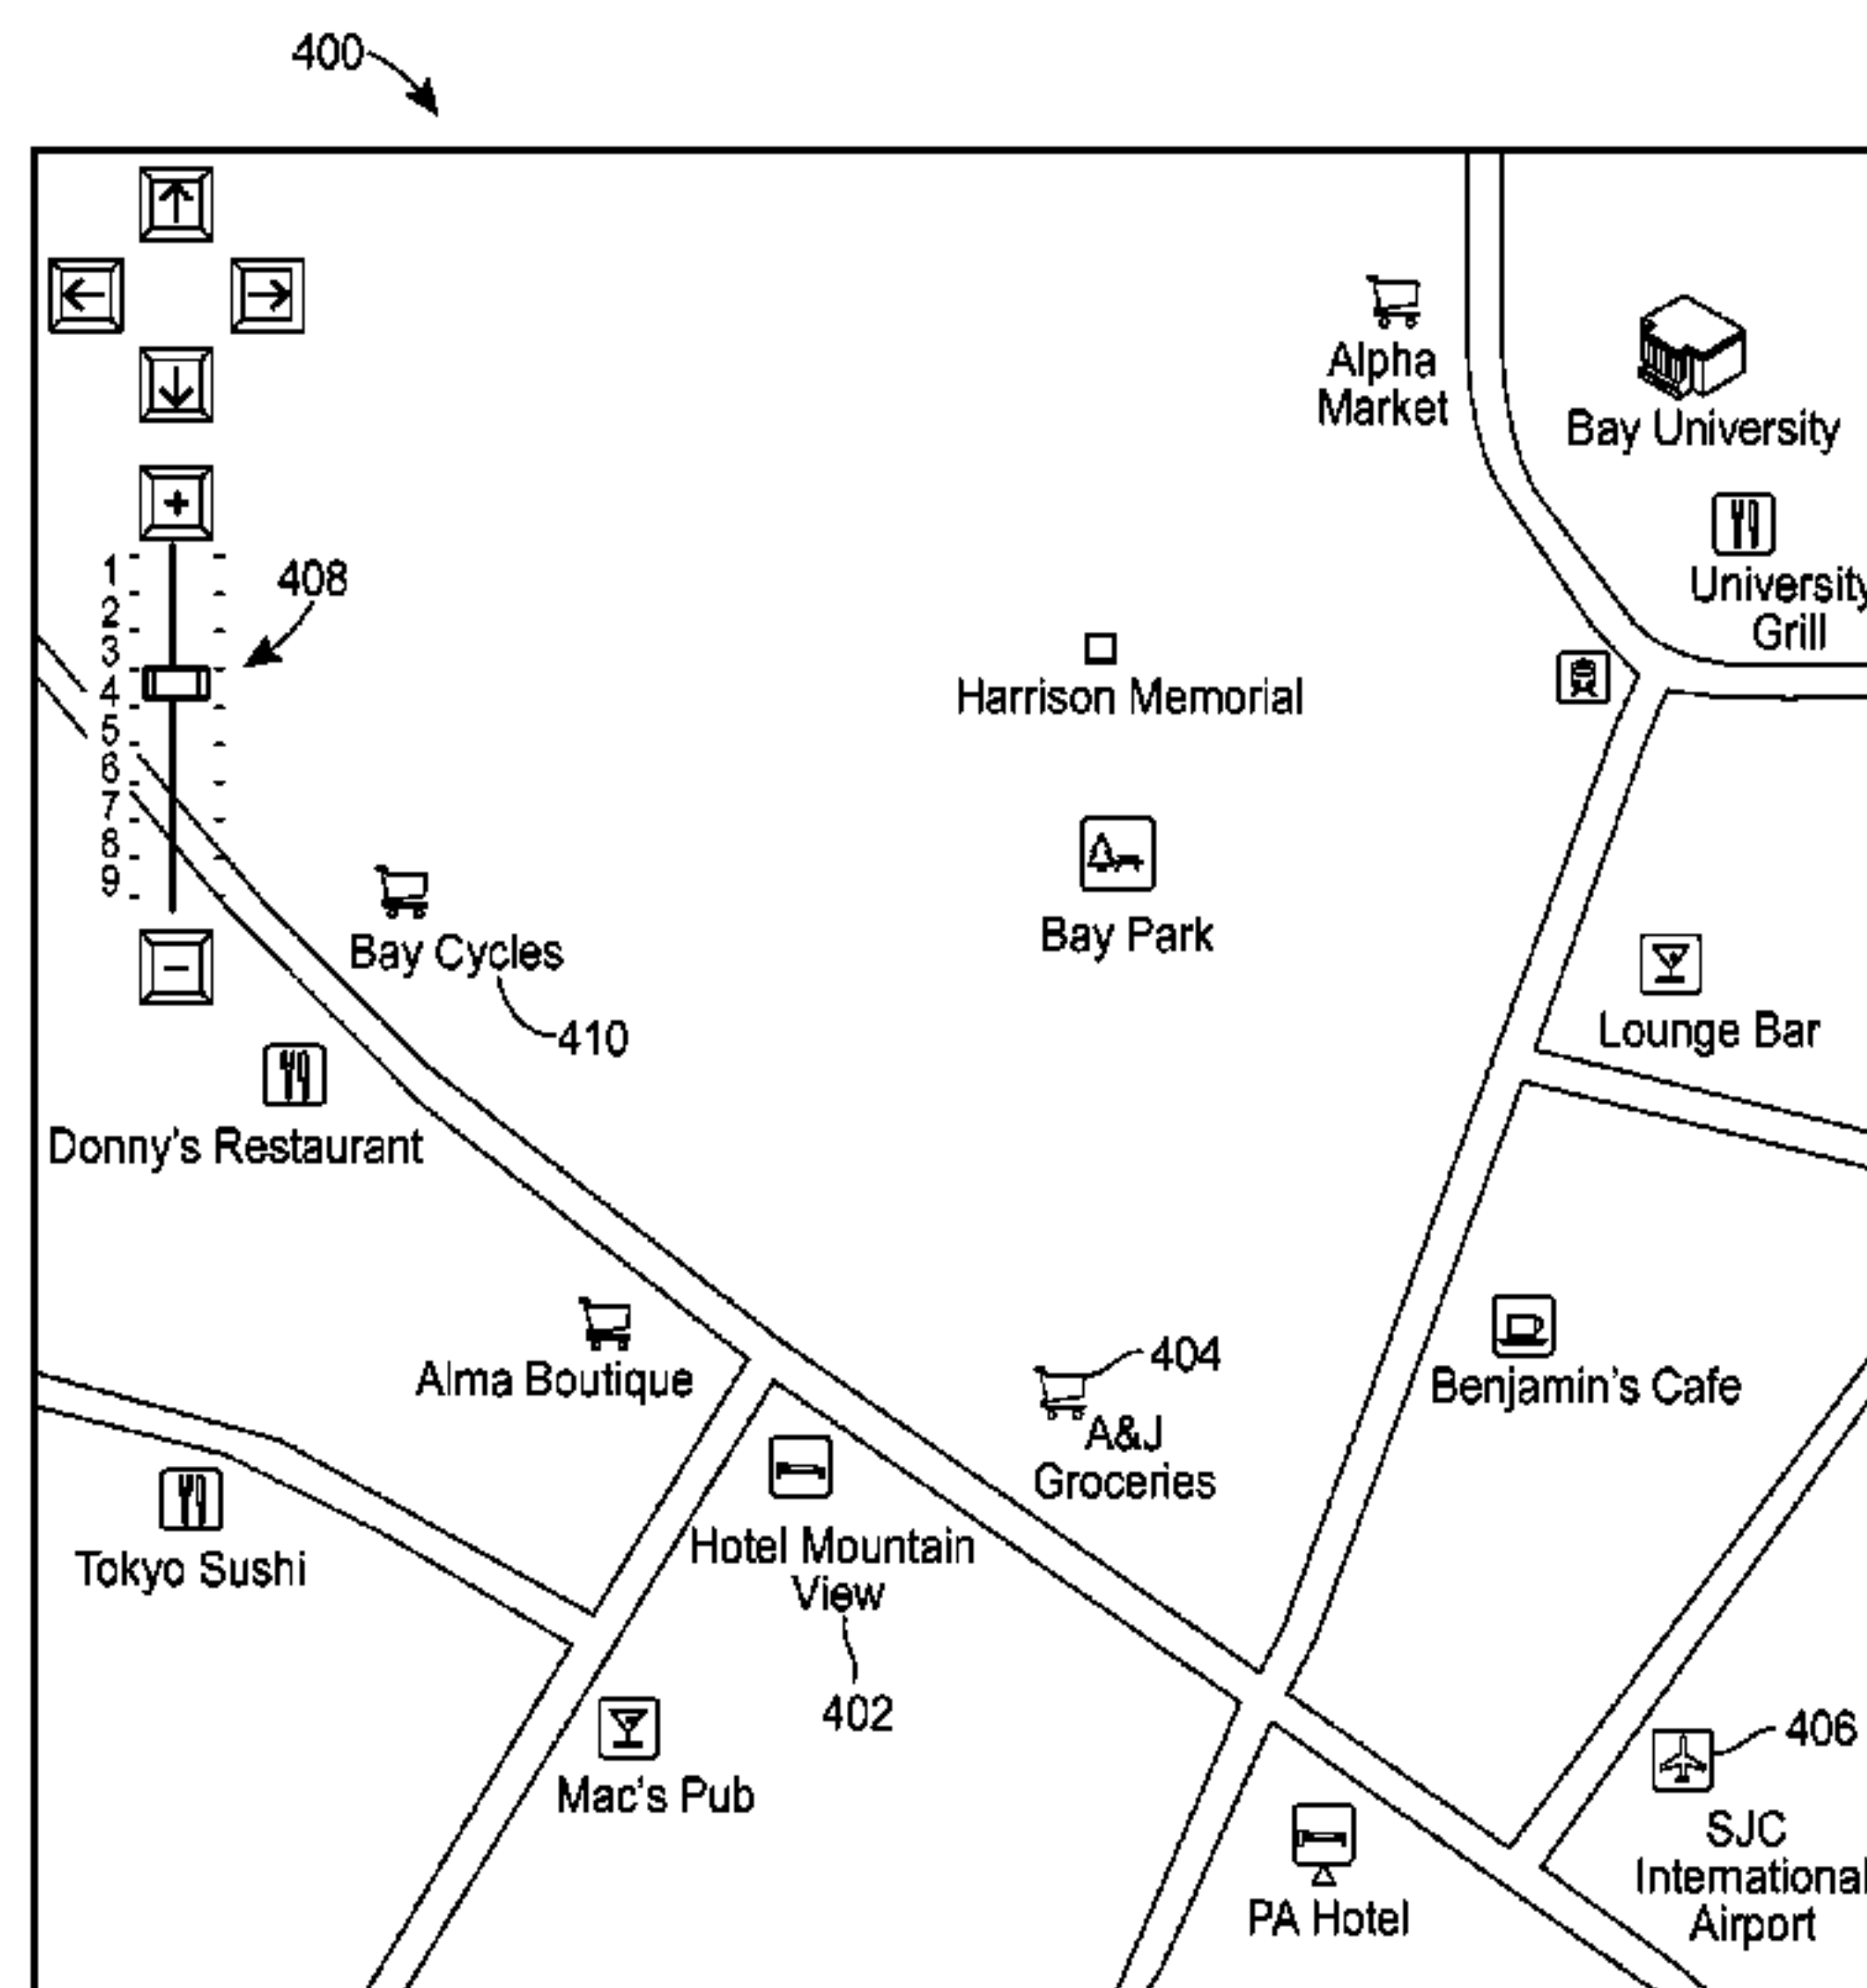 400
Alpha
Market
Bay University
+
1
408
University
Grill
2
3
4
Harrison Memorial
5
6
7
8
9
Bay Cycles
Bay Park
−
410
Lounge Bar
Donny's Restaurant
404
Alma Boutique
Benjamin's Cafe
A&J
Groceries
Hotel Mountain
View
Tokyo Sushi
402
406
Mac's Pub
SJC
International
Airport
PA Hotel